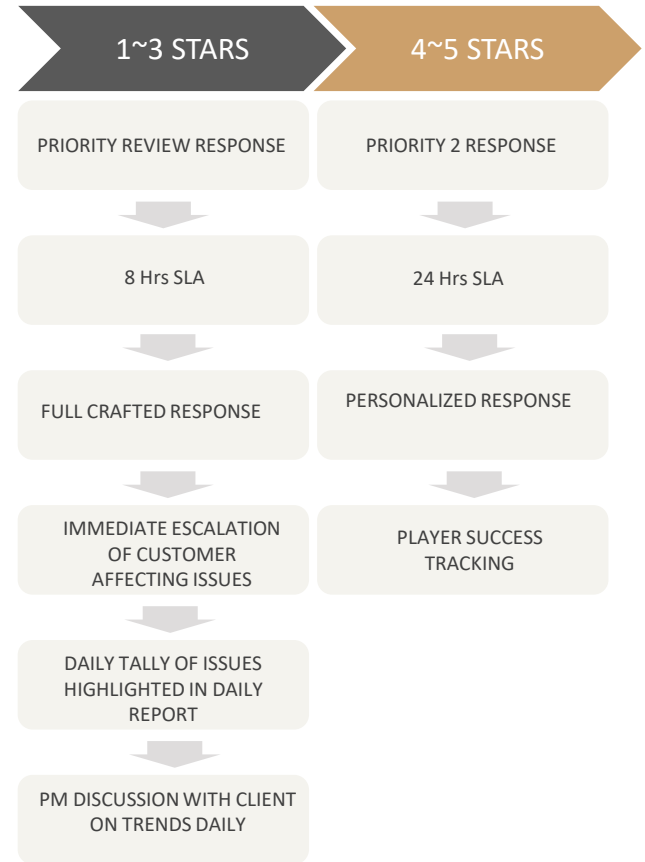 1~3 STARS
4~5 STARS
PRIORITY REVIEW RESPONSE
PRIORITY 2 RESPONSE
8 Hrs SLA
24 Hrs SLA
FULL CRAFTED RESPONSE
PERSONALIZED RESPONSE
IMMEDIATE ESCALATION
OF CUSTOMER
AFFECTING ISSUES
PLAYER SUCCESS
TRACKING
DAILY TALLY OF ISSUES
HIGHLIGHTED IN DAILY
REPORT
PM DISCUSSION WITH CLIENT
ON TRENDS DAILY